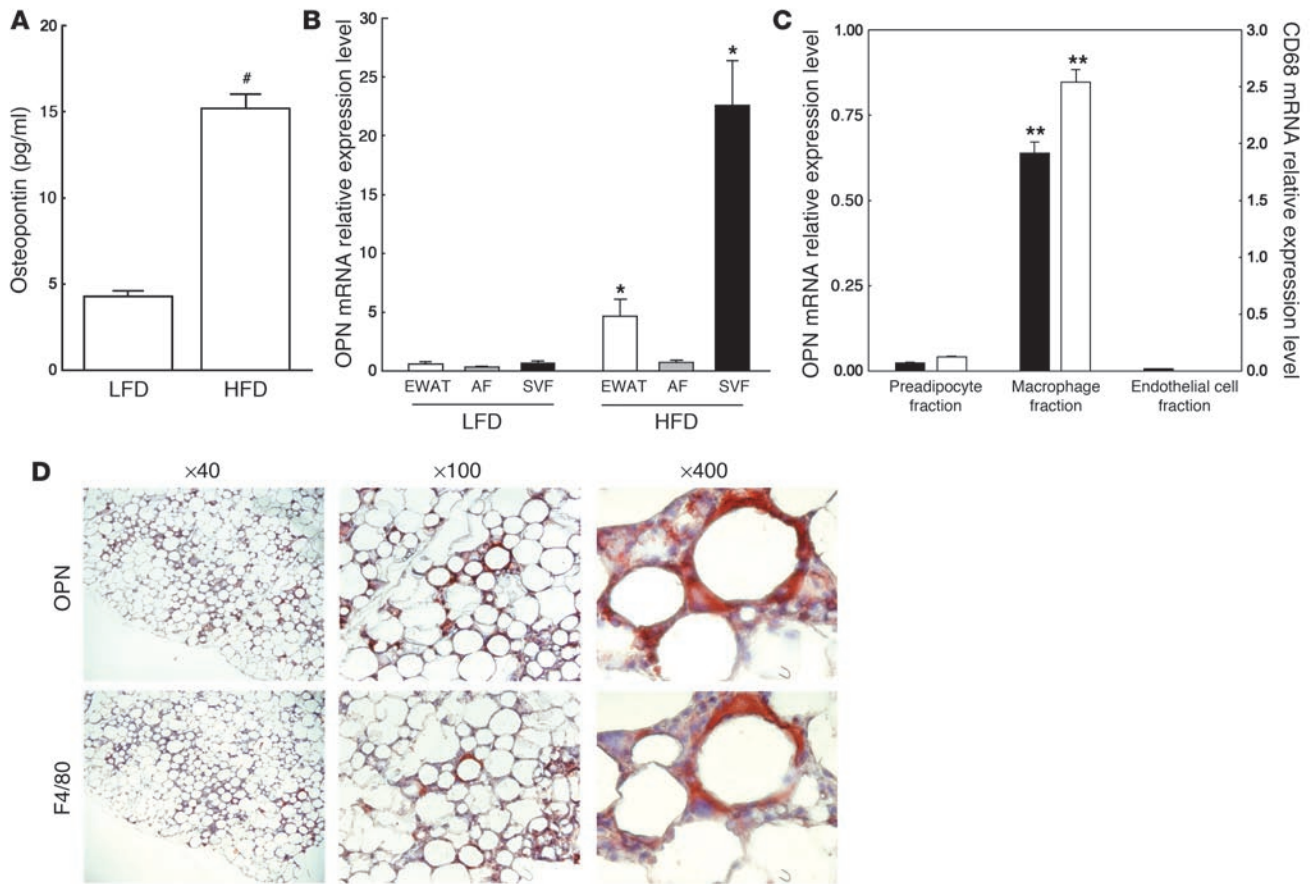 A
Osteopontin (pg/ml)
20
15
10
5
0
#
LFD
HFD
B
OPN mRNA relative expression level
30
25
20
15
10
5
0
*
*
EWAT AF SVF EWAT AF SVF
LFD HFD
C
OPN mRNA relative expression level
1.00
0.75
0.50
0.25
0.00
**
**
3.0
2.5
2.0
1.5
1.0
0.5
0.0
CD68 mRNA relative expression level
Preadipocyte Macrophage Endothelial cell
fraction fraction fraction
D
×40 ×100 ×400
OPN
F4/80